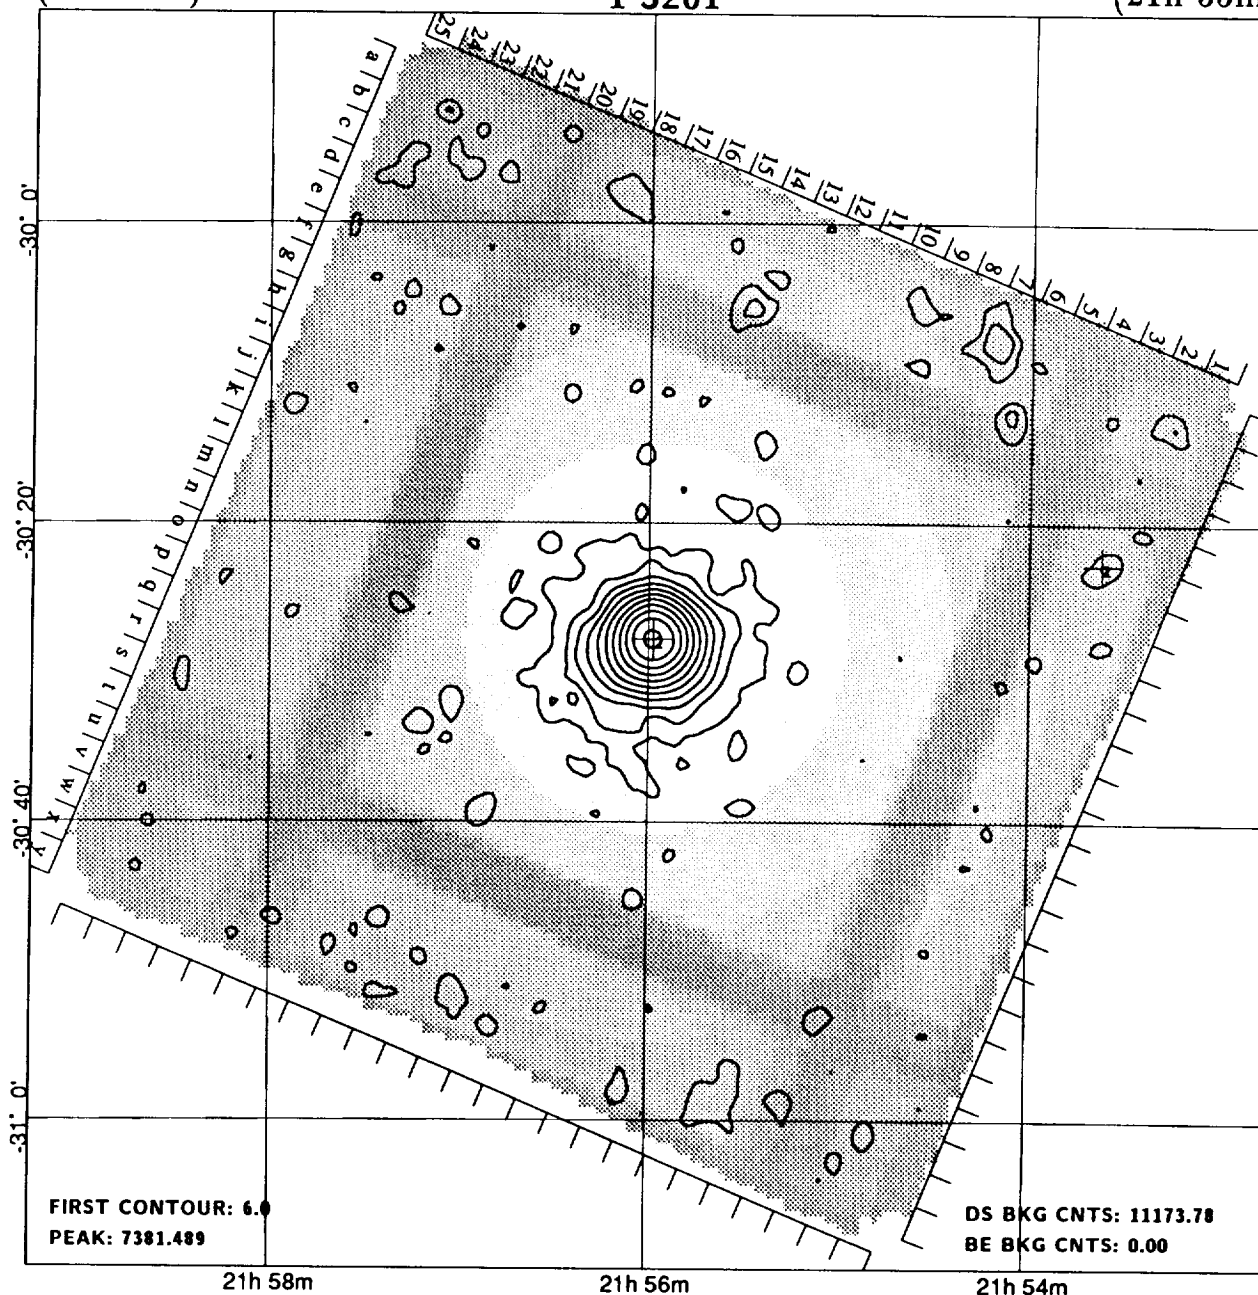 I 3201
25 24 23 22 21 20 19 18 17 16 15 14 13 12 11 10 9 8 7 6 5 4 3 2 1
a b c d e f g h i j k l m n o p q r s t u v w x y
-30° 0'
-30° 20'
-30° 40'
-31° 0'
FIRST CONTOUR: 6.0
PEAK: 7381.489
DS BKG CNTS: 11173.78
BE BKG CNTS: 0.00
21h 58m
21h 56m
21h 54m